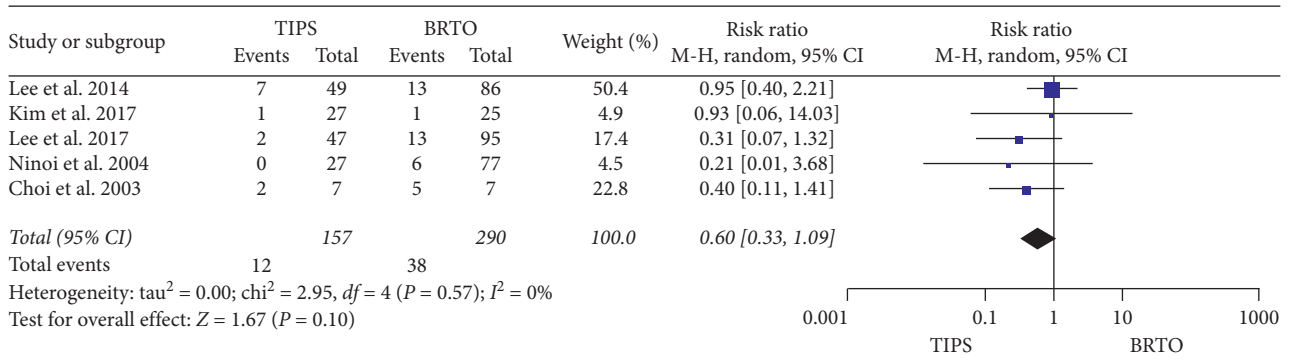 Study or subgroup TIPS BRTO Weight (%) Risk ratio Risk ratio
Events Total Events Total M-H, random, 95% CI M-H, random, 95% CI
Lee et al. 2014 7 49 13 86 50.4 0.95 [0.40, 2.21]
Kim et al. 2017 1 27 1 25 4.9 0.93 [0.06, 14.03]
Lee et al. 2017 2 47 13 95 17.4 0.31 [0.07, 1.32]
Ninoi et al. 2004 0 27 6 77 4.5 0.21 [0.01, 3.68]
Choi et al. 2003 2 7 5 7 22.8 0.40 [0.11, 1.41]
Total (95% CI) 157 290 100.0 0.60 [0.33, 1.09]
Total events 12 38
Heterogeneity: tau² = 0.00; chi² = 2.95, df = 4 (P = 0.57); I² = 0%
Test for overall effect: Z = 1.67 (P = 0.10)
0.001 0.1 1 10 1000
TIPS BRTO